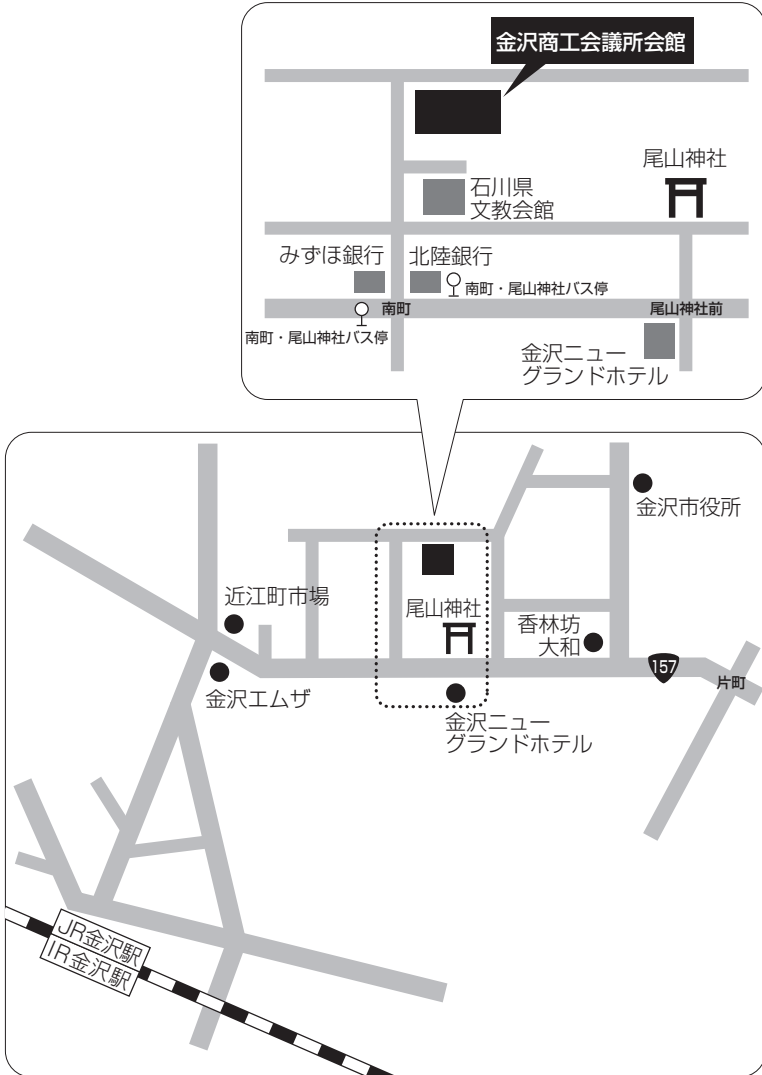 金沢商工会議所会館
尾山神社
石川県
文教会館
みずほ銀行
北陸銀行
南町・尾山神社バス停
南町
尾山神社前
南町・尾山神社バス停
金沢ニュー
グランドホテル
金沢市役所
近江町市場
尾山神社
香林坊
大和
157
片町
金沢エムザ
金沢ニュー
グランドホテル
JR金沢駅
IR金沢駅